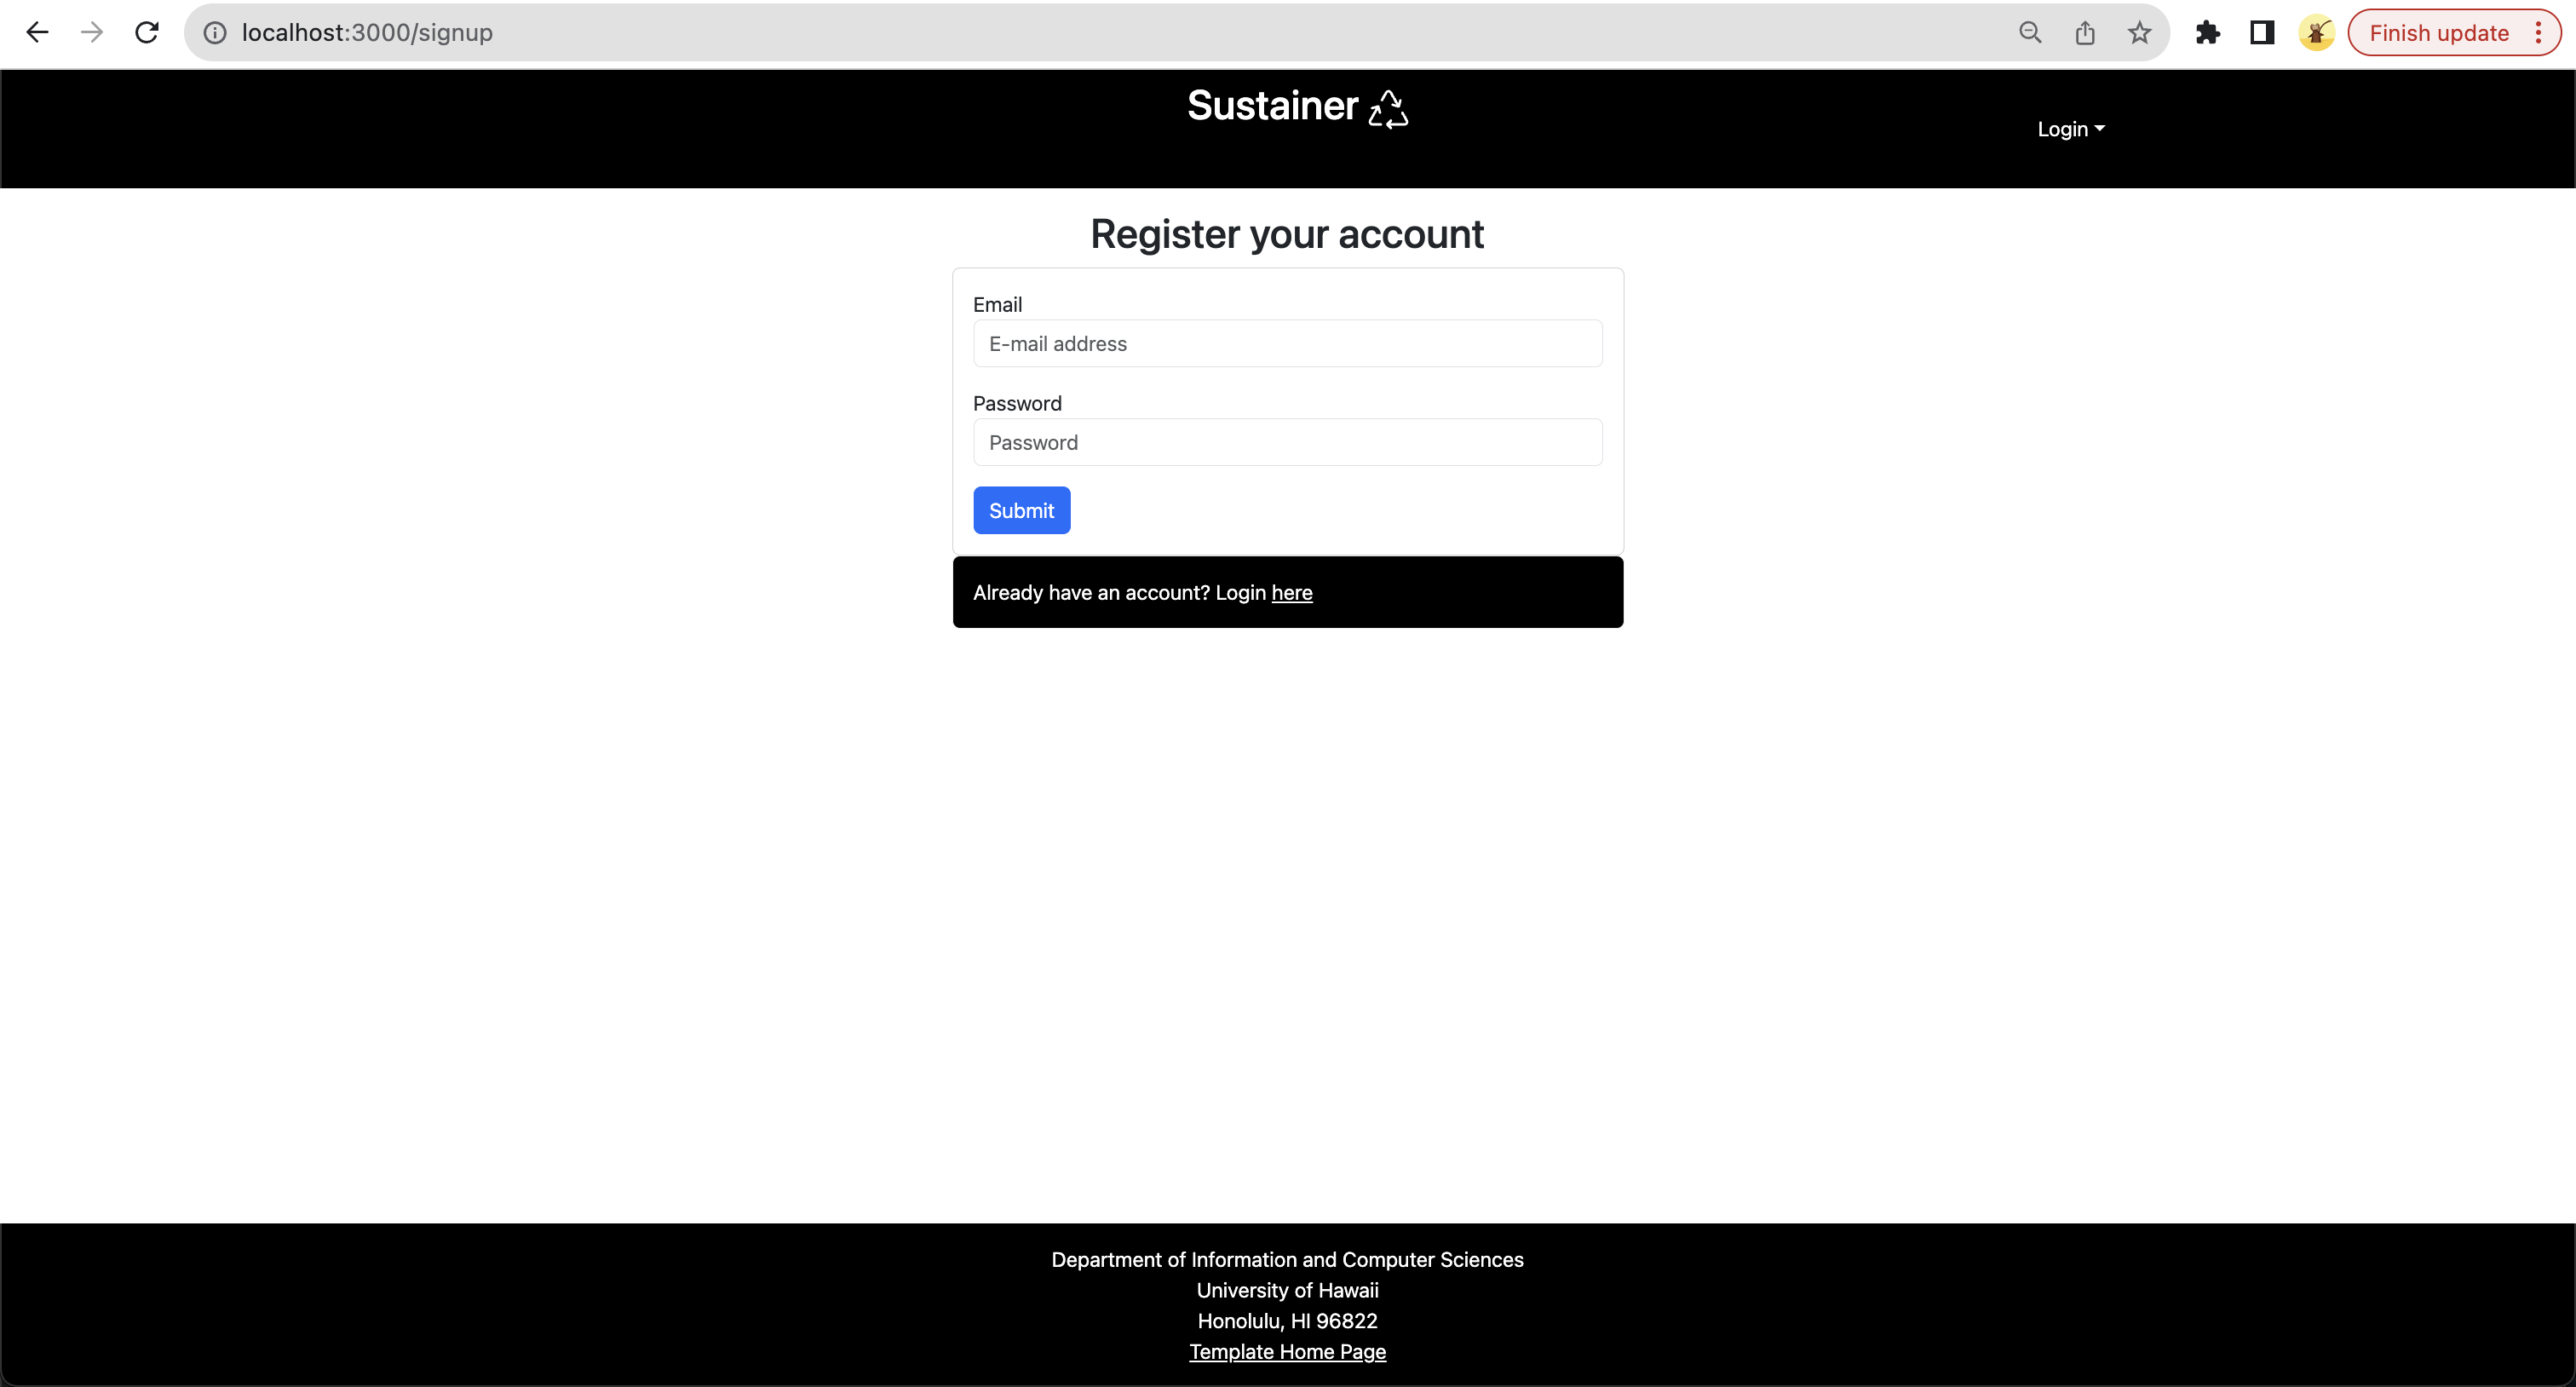 localhost:3000/signup
Finish update
Sustainer
Login
Register your account
Email
E-mail address
Password
Password
Submit
Already have an account? Login here
Department of Information and Computer Sciences
University of Hawaii
Honolulu, HI 96822
Template Home Page